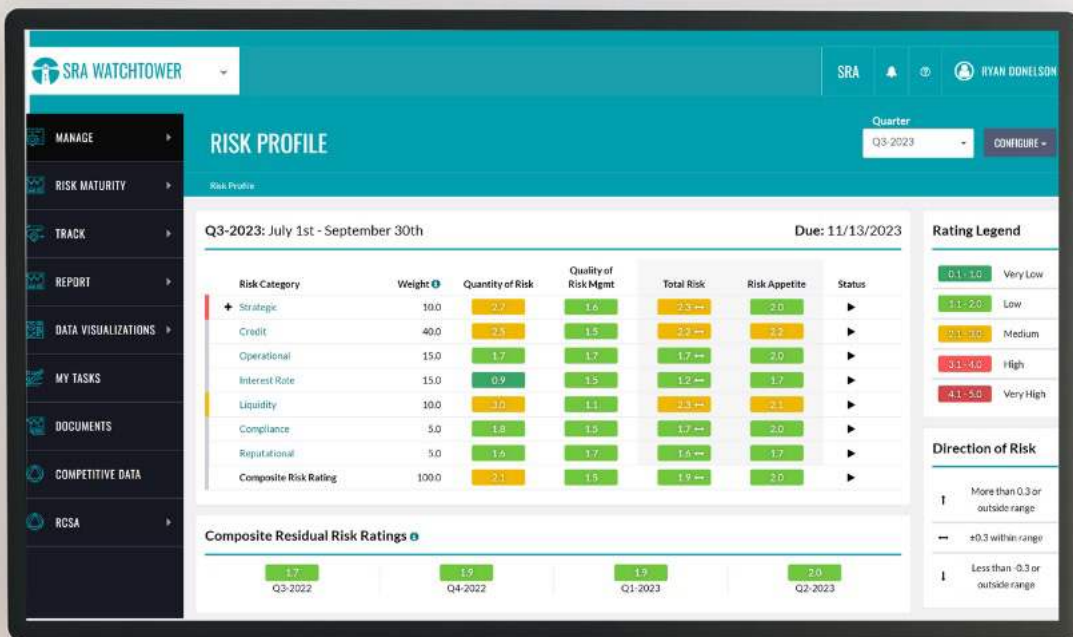 SRA WATCHTOWER
SRA
RYAN DONELSON
MANAGE
RISK MATURITY
TRACK
REPORT
DATA VISUALIZATIONS
MY TASKS
DOCUMENTS
COMPETITIVE DATA
RCSA
RISK PROFILE
Quarter
Q3-2023
CONFIGURE
Risk Profile
Q3-2023: July 1st - September 30th Due: 11/13/2023
Risk Category Weight Quantity of Risk Quality of Risk Mgmt Total Risk Risk Appetite Status
+ Strategic 10.0 2.7 1.6 2.3 ↔ 2.0 ▶
Credit 40.0 2.5 1.5 2.2 ↔ 2.2 ▶
Operational 15.0 1.7 1.7 1.7 ↔ 2.0 ▶
Interest Rate 15.0 0.9 1.5 1.2 ↔ 1.7 ▶
Liquidity 10.0 3.0 1.1 2.3 ↔ 2.1 ▶
Compliance 5.0 1.8 1.5 1.7 ↔ 2.0 ▶
Reputational 5.0 1.6 1.7 1.6 ↔ 1.7 ▶
Composite Risk Rating 100.0 2.1 1.5 1.9 ↔ 2.0 ▶
Composite Residual Risk Ratings
1.7 1.9 1.9 2.0
Q3-2022 Q4-2022 Q1-2023 Q2-2023
Rating Legend
0.1 - 1.0 Very Low
1.1 - 2.0 Low
2.1 - 3.0 Medium
3.1 - 4.0 High
4.1 - 5.0 Very High
Direction of Risk
↑ More than 0.3 or
outside range
↔ ±0.3 within range
↓ Less than -0.3 or
outside range